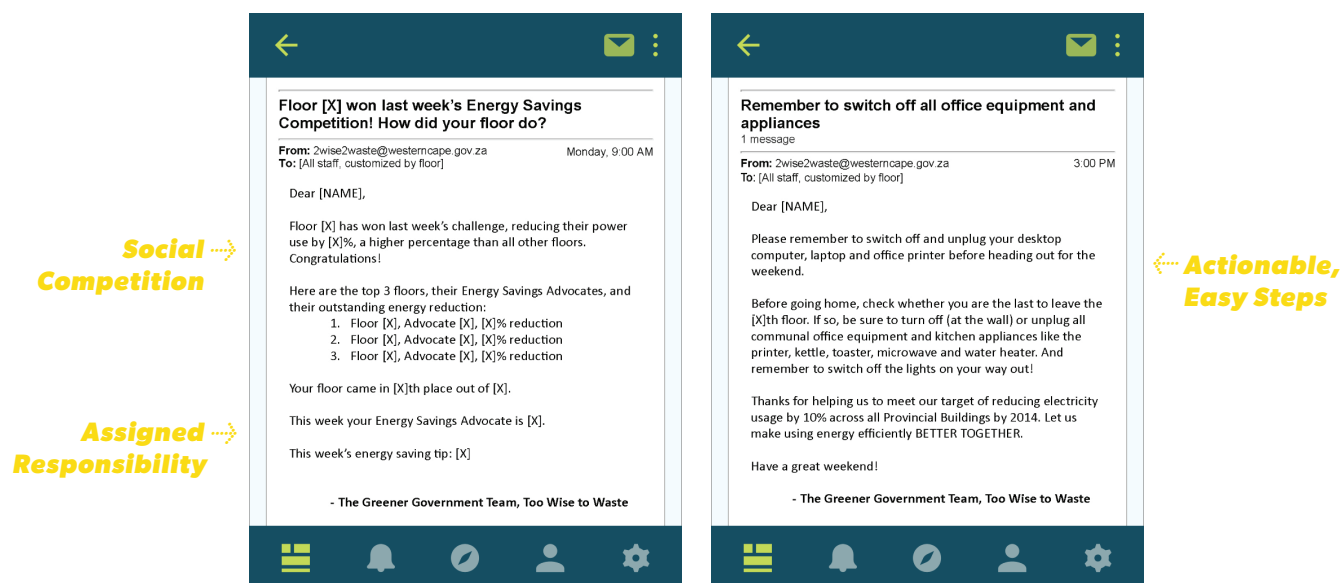 Social
Competition
Assigned
Responsibility
Floor [X] won last week's Energy Savings
Competition! How did your floor do?
From: 2wise2waste@westerncape.gov.za
Monday, 9:00 AM
To: [All staff, customized by floor]
Dear [NAME],
Floor [X] has won last week's challenge, reducing their power
use by [X]%, a higher percentage than all other floors.
Congratulations!
Here are the top 3 floors, their Energy Savings Advocates, and
their outstanding energy reduction:
1. Floor [X], Advocate [X], [X]% reduction
2. Floor [X], Advocate [X], [X]% reduction
3. Floor [X], Advocate [X], [X]% reduction
Your floor came in [X]th place out of [X].
This week your Energy Savings Advocate is [X].
This week's energy saving tip: [X]
- The Greener Government Team, Too Wise to Waste
Remember to switch off all office equipment and
appliances
1 message
From: 2wise2waste@westerncape.gov.za
3:00 PM
To: [All staff, customized by floor]
Dear [NAME],
Please remember to switch off and unplug your desktop
computer, laptop and office printer before heading out for the
weekend.
Before going home, check whether you are the last to leave the
[X]th floor. If so, be sure to turn off (at the wall) or unplug all
communal office equipment and kitchen appliances like the
printer, kettle, toaster, microwave and water heater. And
remember to switch off the lights on your way out!
Thanks for helping us to meet our target of reducing electricity
usage by 10% across all Provincial Buildings by 2014. Let us
make using energy efficiently BETTER TOGETHER.
Have a great weekend!
- The Greener Government Team, Too Wise to Waste
Actionable,
Easy Steps